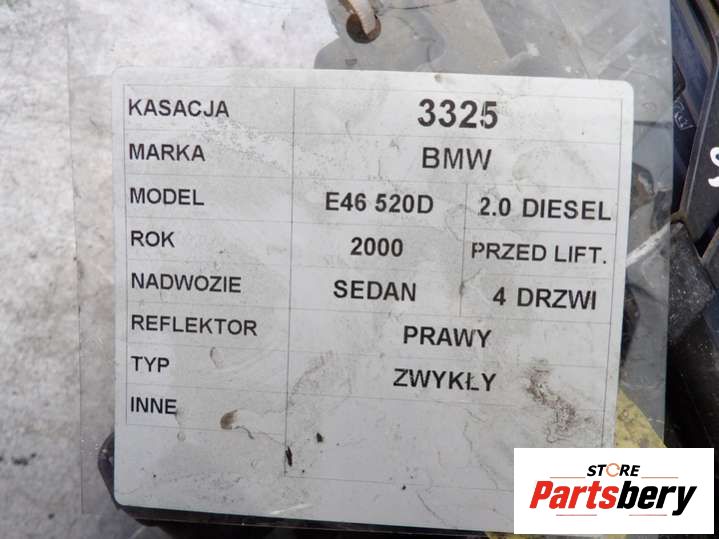 KASACJA 3325
MARKA BMW
MODEL E46 520D 2.0 DIESEL
ROK 2000 PRZED LIFT.
NADWOZIE SEDAN 4 DRZWI
REFLEKTOR PRAWY
TYP ZWYKŁY
INNE
STORE
Partsbery